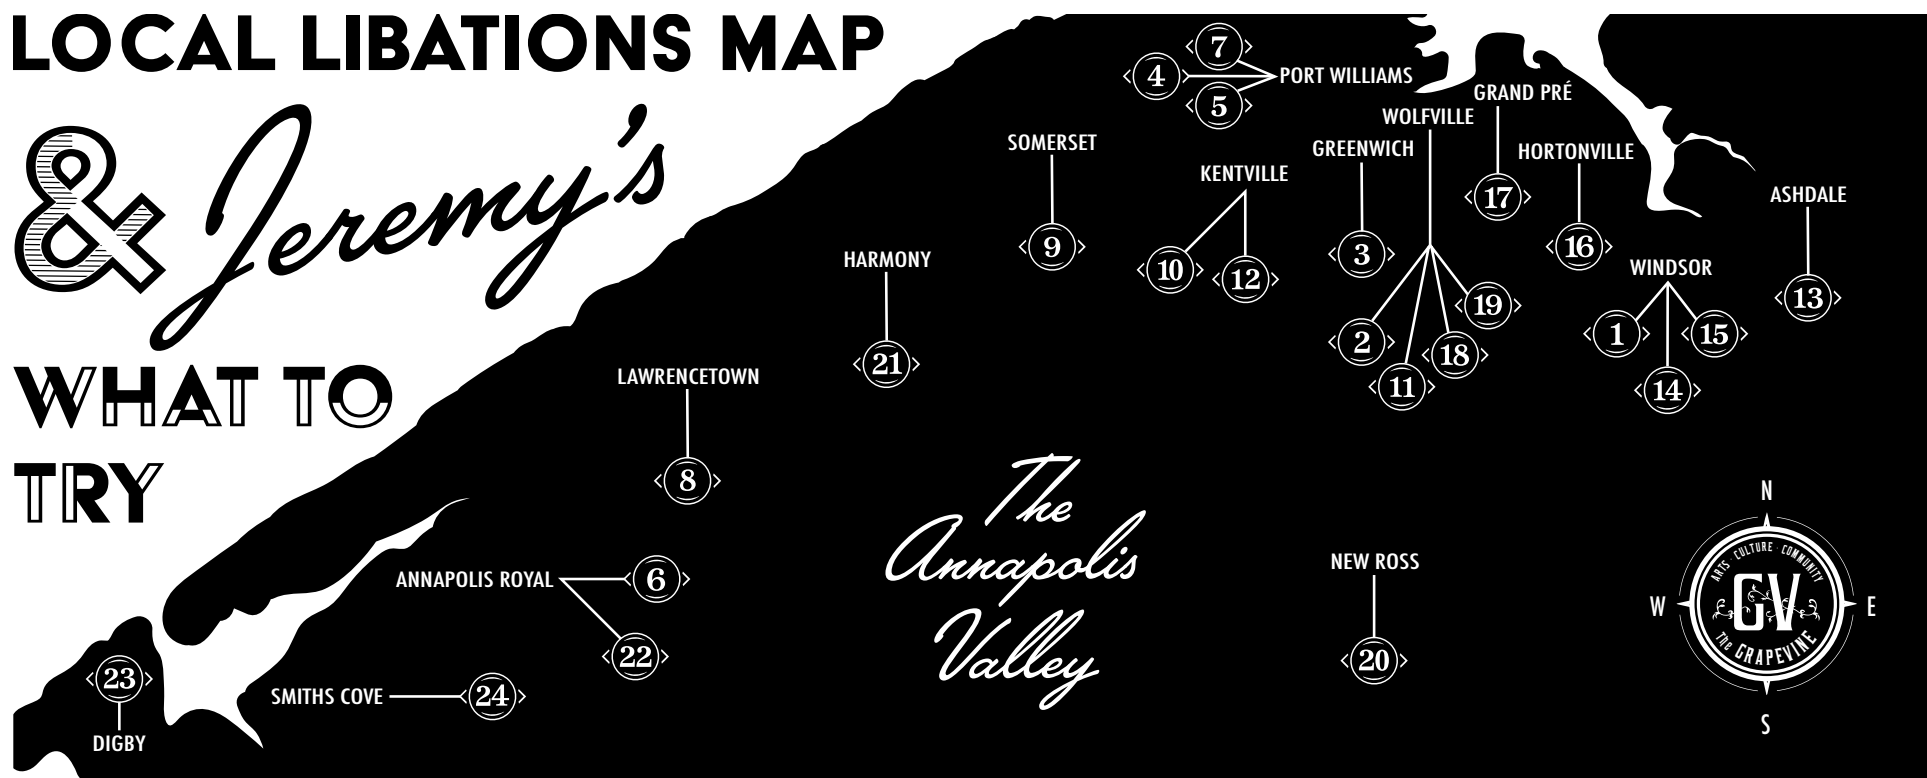 LOCAL LIBATIONS MAP
& Jeremy's
WHAT TO
TRY
7
4
PORT WILLIAMS
5
GRAND PRÉ
17
WOLFVILLE
2
11
18
19
SOMERSET
9
GREENWICH
3
HORTONVILLE
16
KENTVILLE
10
12
ASHDALE
13
HARMONY
21
WINDSOR
1
14
15
LAWRENCETOWN
8
The
Annapolis
Valley
ANNAPOLIS ROYAL
6
22
NEW ROSS
20
23
DIGBY
SMITHS COVE
24
N
W
E
S
ARTS · CULTURE · COMMUNITY
GV
The GRAPEVINE